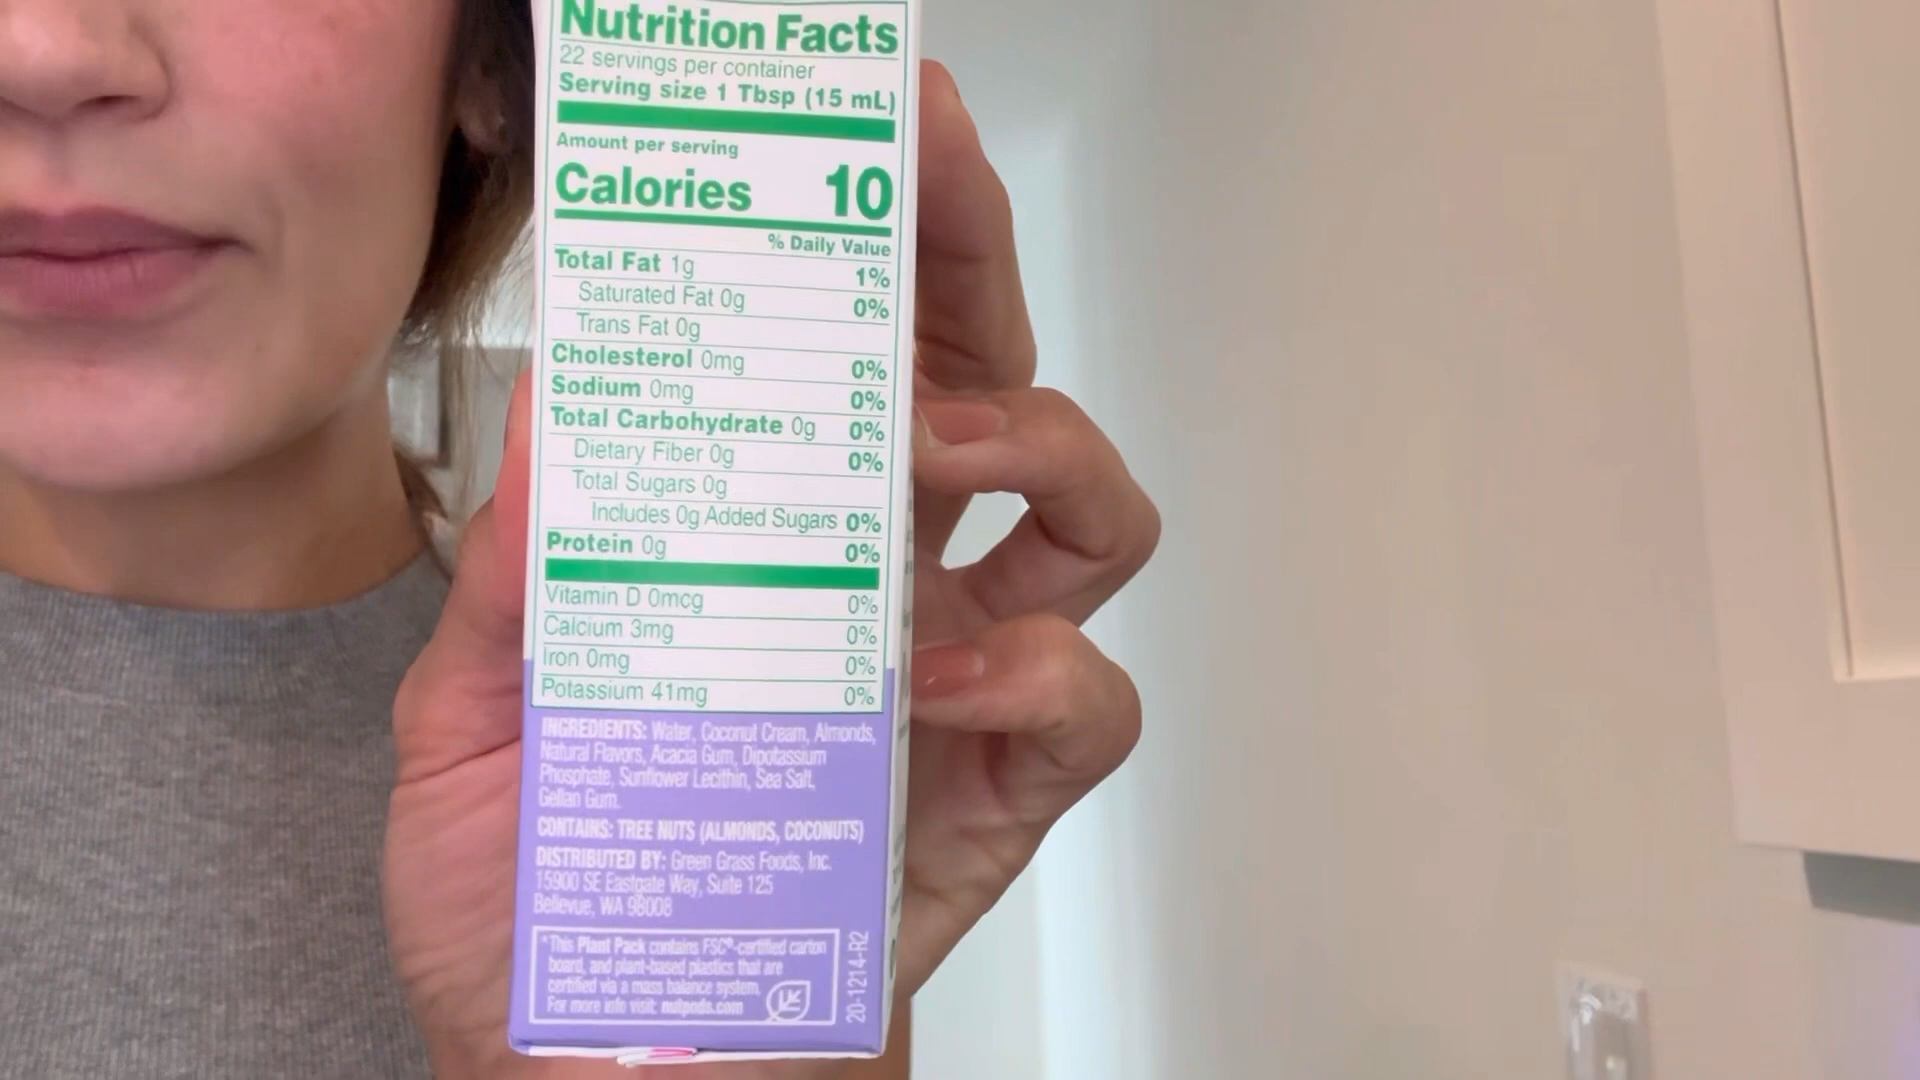 Nutrition Facts
22 servings per container
Serving size 1 Tbsp (15 mL)
Amount per serving
Calories 10
% Daily Value
Total Fat 1g 1%
Saturated Fat 0g 0%
Trans Fat 0g
Cholesterol 0mg 0%
Sodium 0mg 0%
Total Carbohydrate 0g 0%
Dietary Fiber 0g 0%
Total Sugars 0g
Includes 0g Added Sugars 0%
Protein 0g 0%
Vitamin D 0mcg 0%
Calcium 3mg 0%
Iron 0mg 0%
Potassium 41mg 0%
INGREDIENTS: Water, Coconut Cream, Almonds,
Natural Flavors, Acacia Gum, Dipotassium
Phosphate, Sunflower Lecithin, Sea Salt,
Gellan Gum.
CONTAINS: TREE NUTS (ALMONDS, COCONUTS)
DISTRIBUTED BY: Green Grass Foods, Inc.
15900 SE Eastgate Way, Suite 125
Bellevue, WA 98008
*This Plant Pack contains FSC®-certified carton
board, and plant-based plastics that are
certified via a mass balance system.
For more info visit: nutpods.com
20-1214-R2